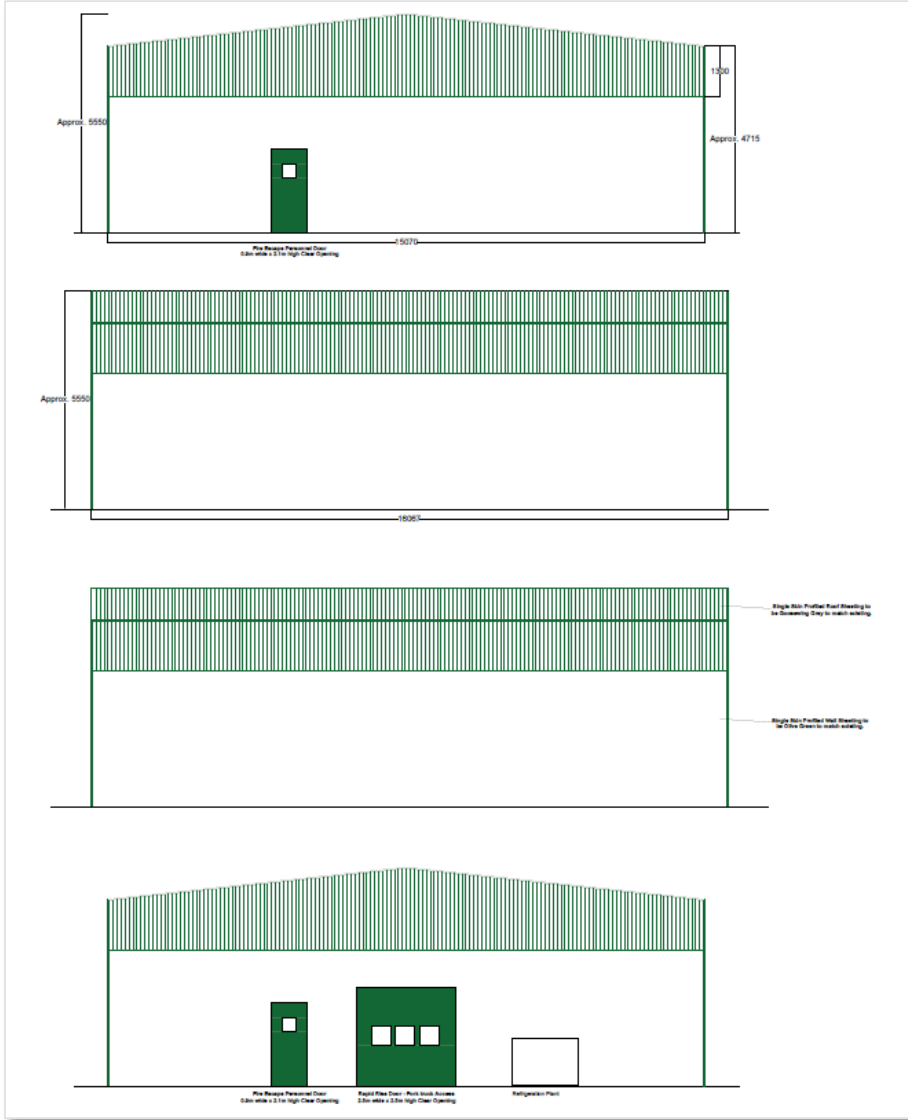 1300
Approx. 5550
Approx. 4715
15070
Fire Escape Personnel Door
0.9m wide x 2.1m high Clear Opening
Approx. 5550
16063
Single Skin Profiled Roof Sheeting to
be Goosewing Grey to match existing.
Single Skin Profiled Wall Sheeting to
be Olive Green to match existing.
Fire Escape Personnel Door
0.9m wide x 2.1m high Clear Opening
Rapid Rise Door - Fork truck Access
2.5m wide x 2.5m high Clear Opening
Refrigeration Plant